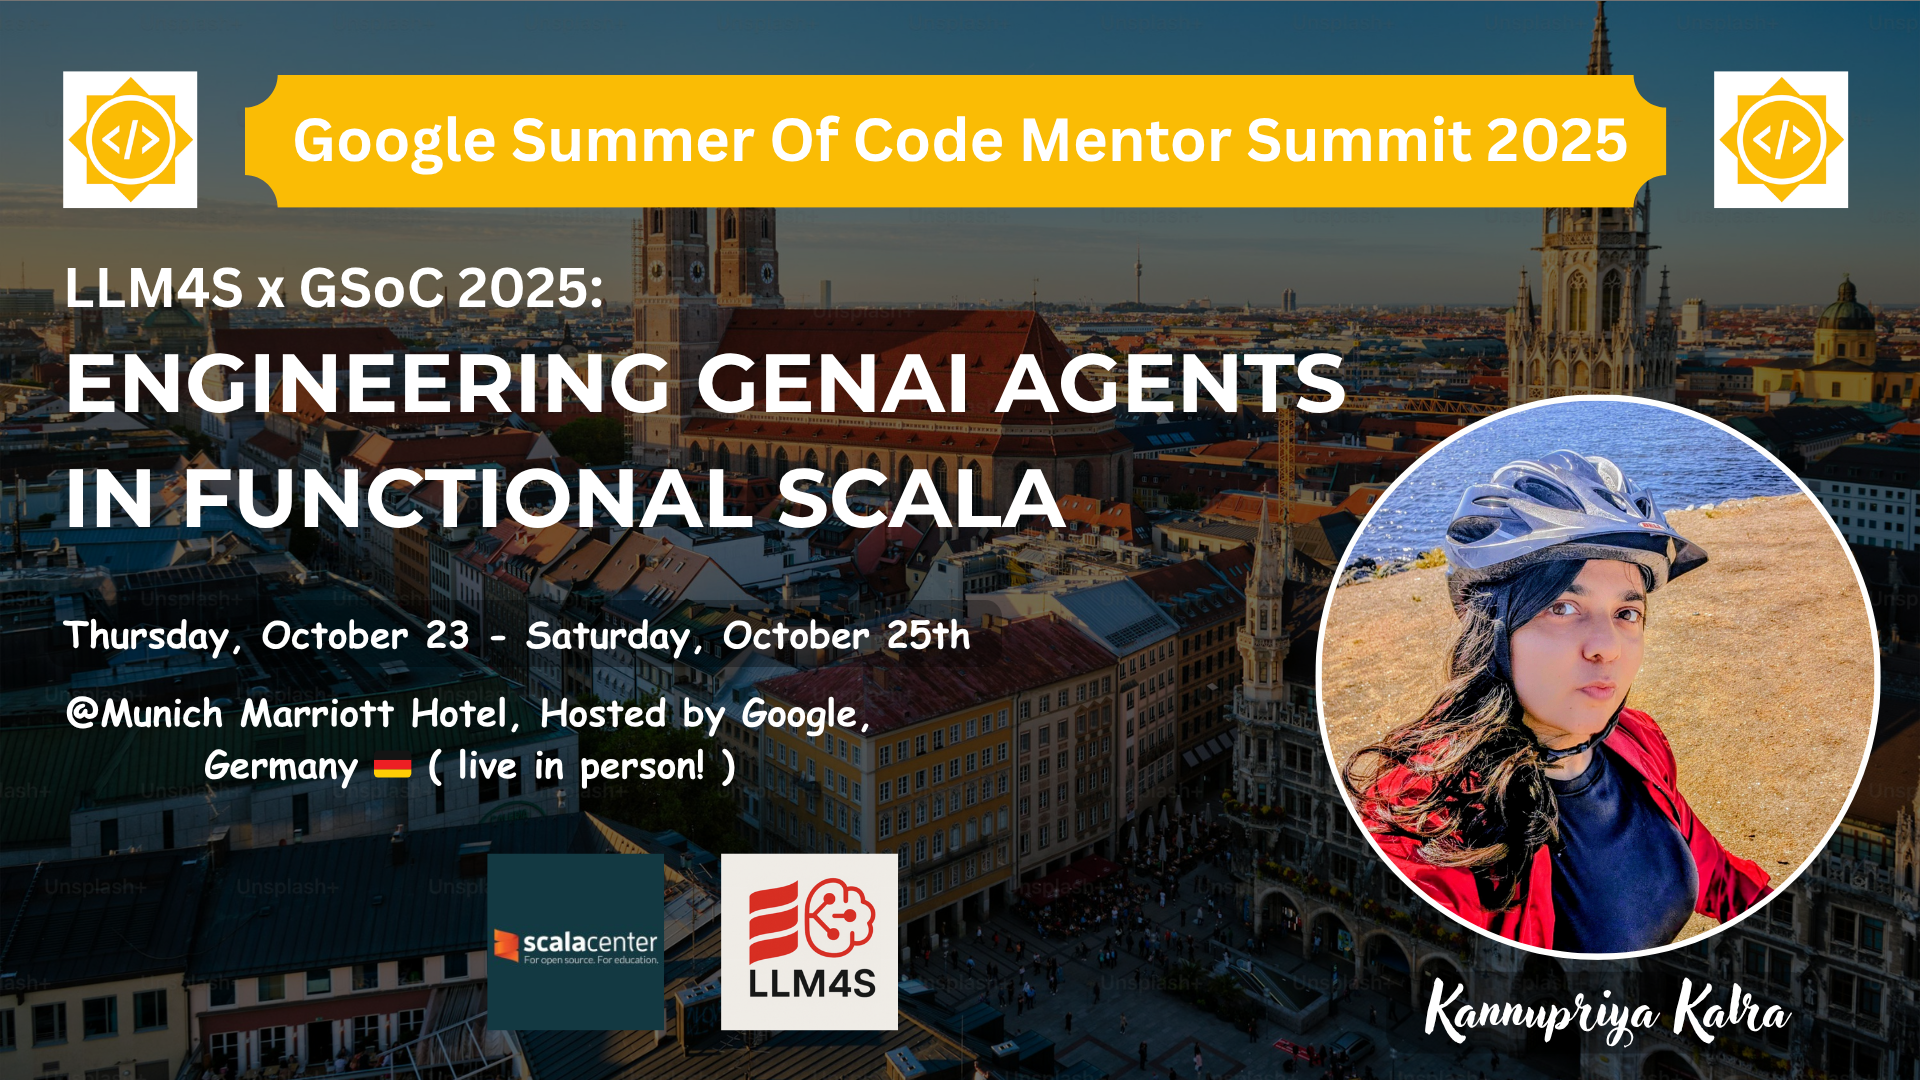 Google Summer Of Code Mentor Summit 2025
</>
</>
LLM4S x GSoC 2025:
ENGINEERING GENAI AGENTS
IN FUNCTIONAL SCALA
Thursday, October 23 - Saturday, October 25th
@Munich Marriott Hotel, Hosted by Google,
Germany 🇩🇪 ( live in person! )
scalacenter
For open source. For education.
LLM4S
Kannupriya Kalra
Unsplash+